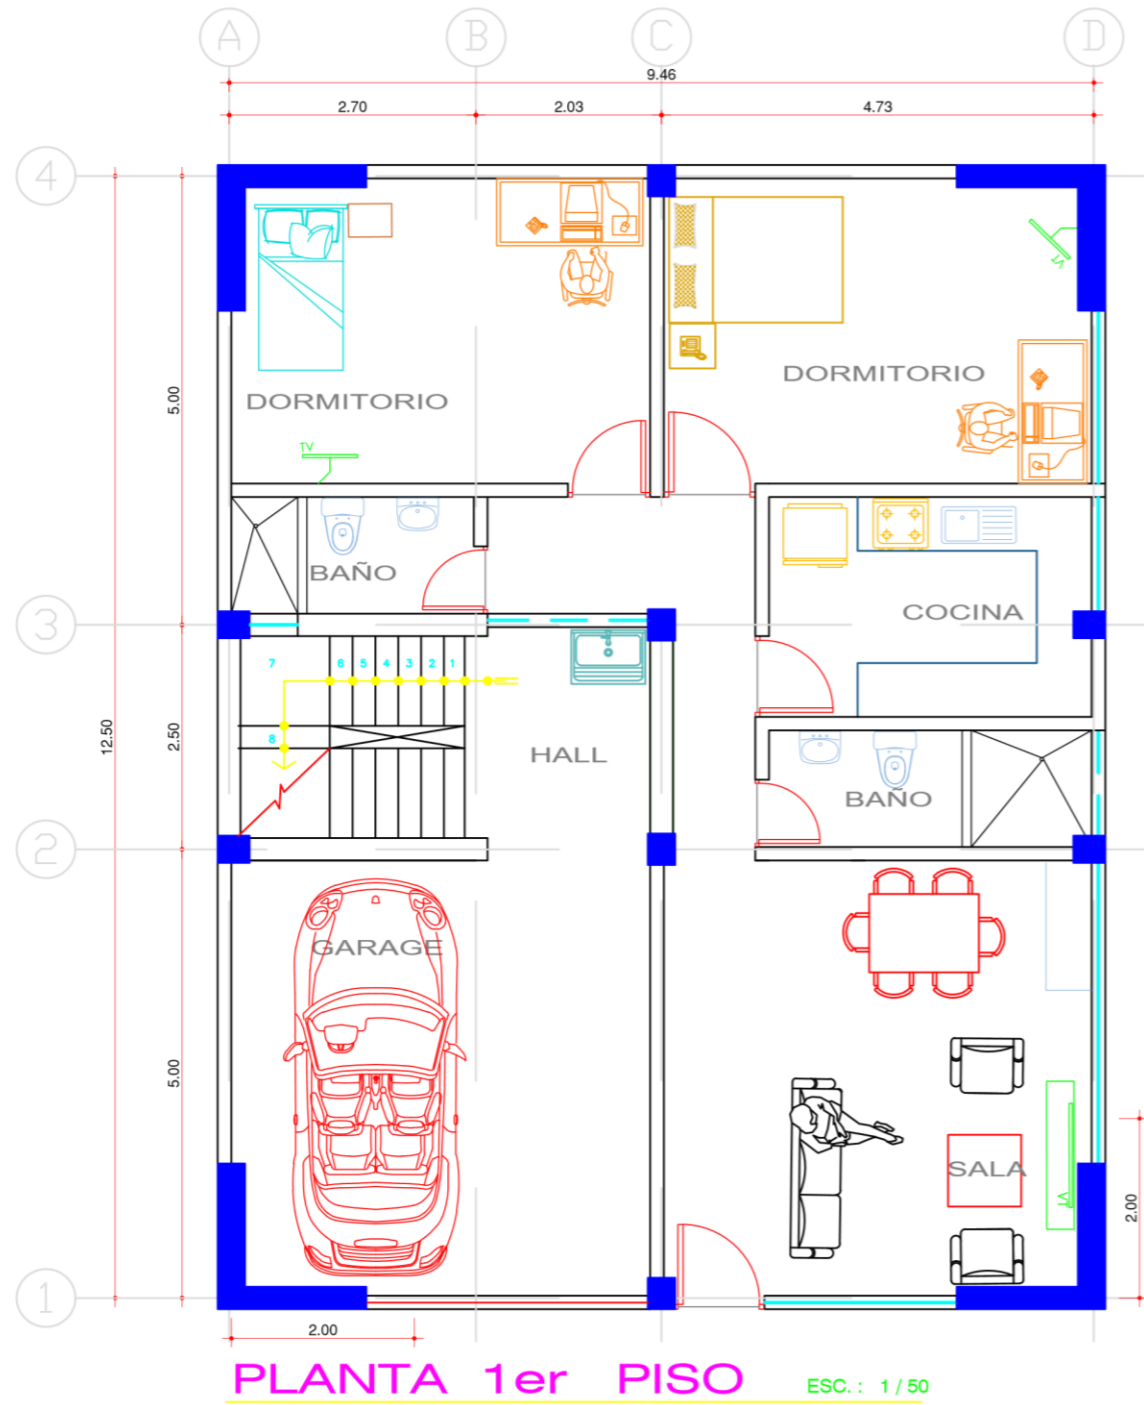 A B C D
9.46
2.70 2.03 4.73
4
TV
5.00
DORMITORIO
DORMITORIO
TV
BAÑO
COCINA
3
7 6 5 4 3 2 1
12.50
2.50
8
HALL
BAÑO
2
GARAGE
5.00
SALA
TV
2.00
1
2.00
PLANTA 1er PISO ESC. : 1 / 50